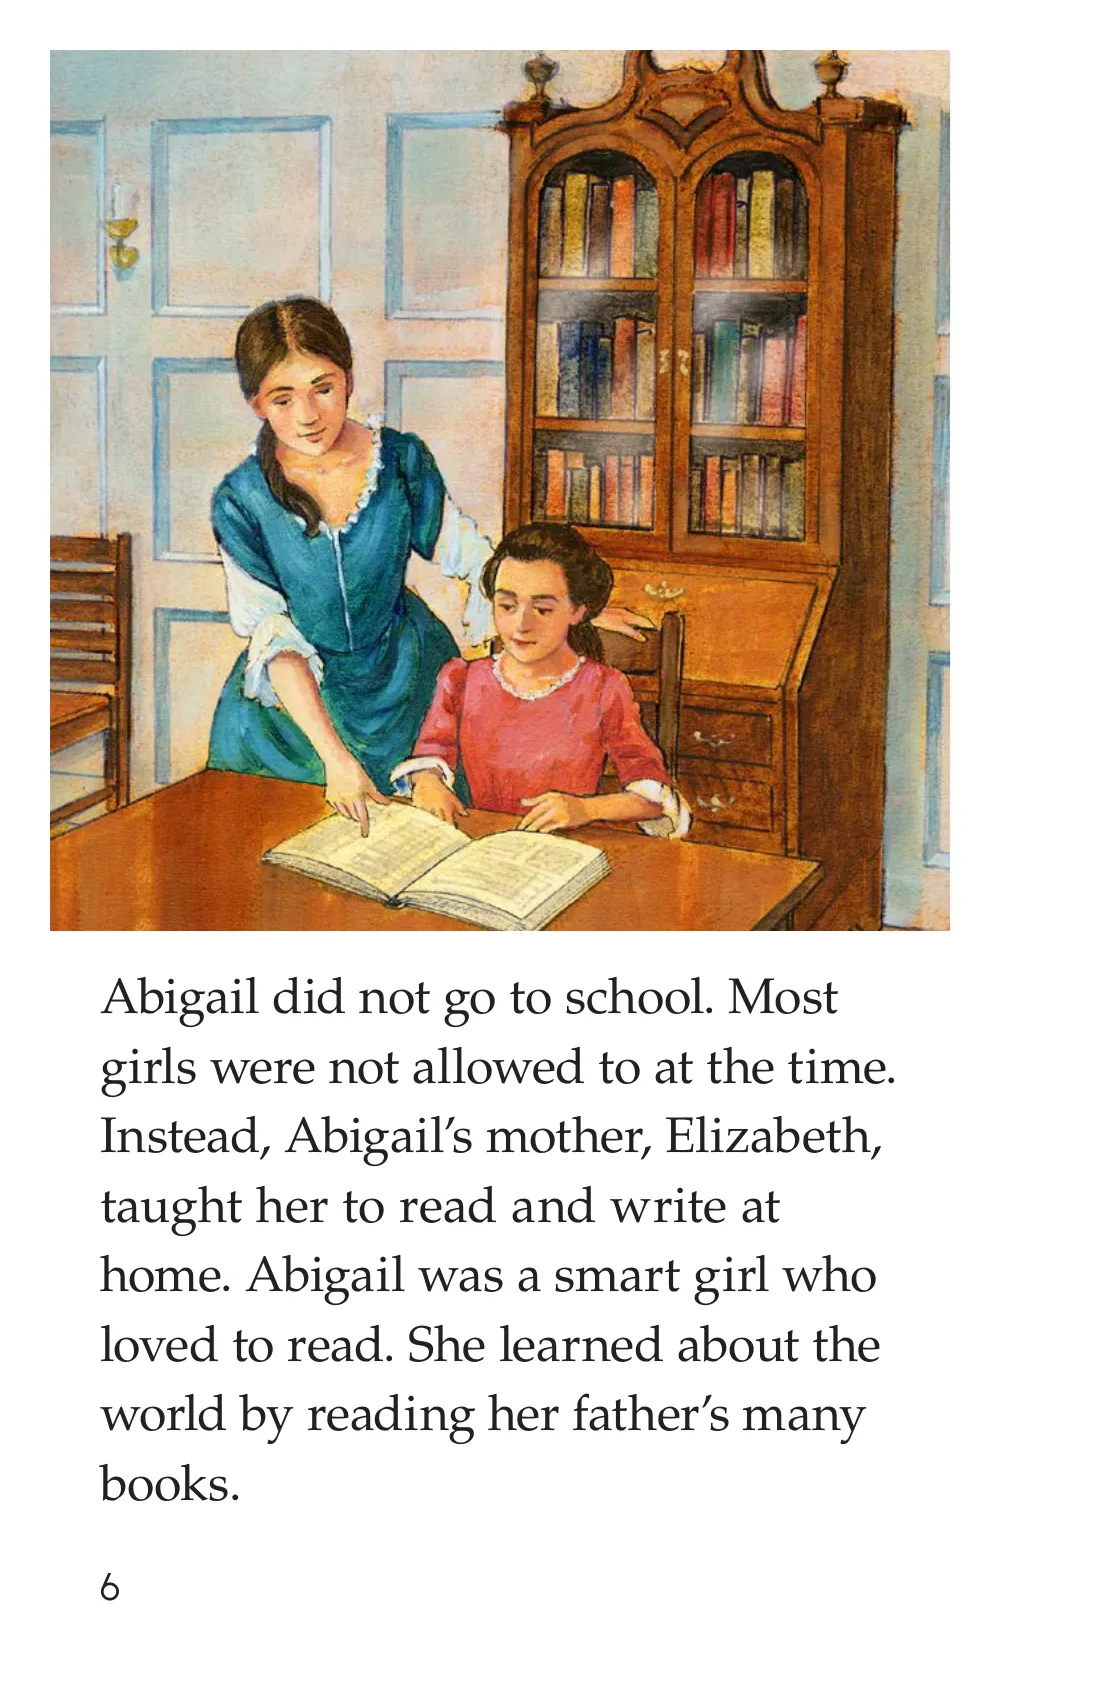 Abigail did not go to school. Most
girls were not allowed to at the time.
Instead, Abigail’s mother, Elizabeth,
taught her to read and write at
home. Abigail was a smart girl who
loved to read. She learned about the
world by reading her father’s many
books.
6